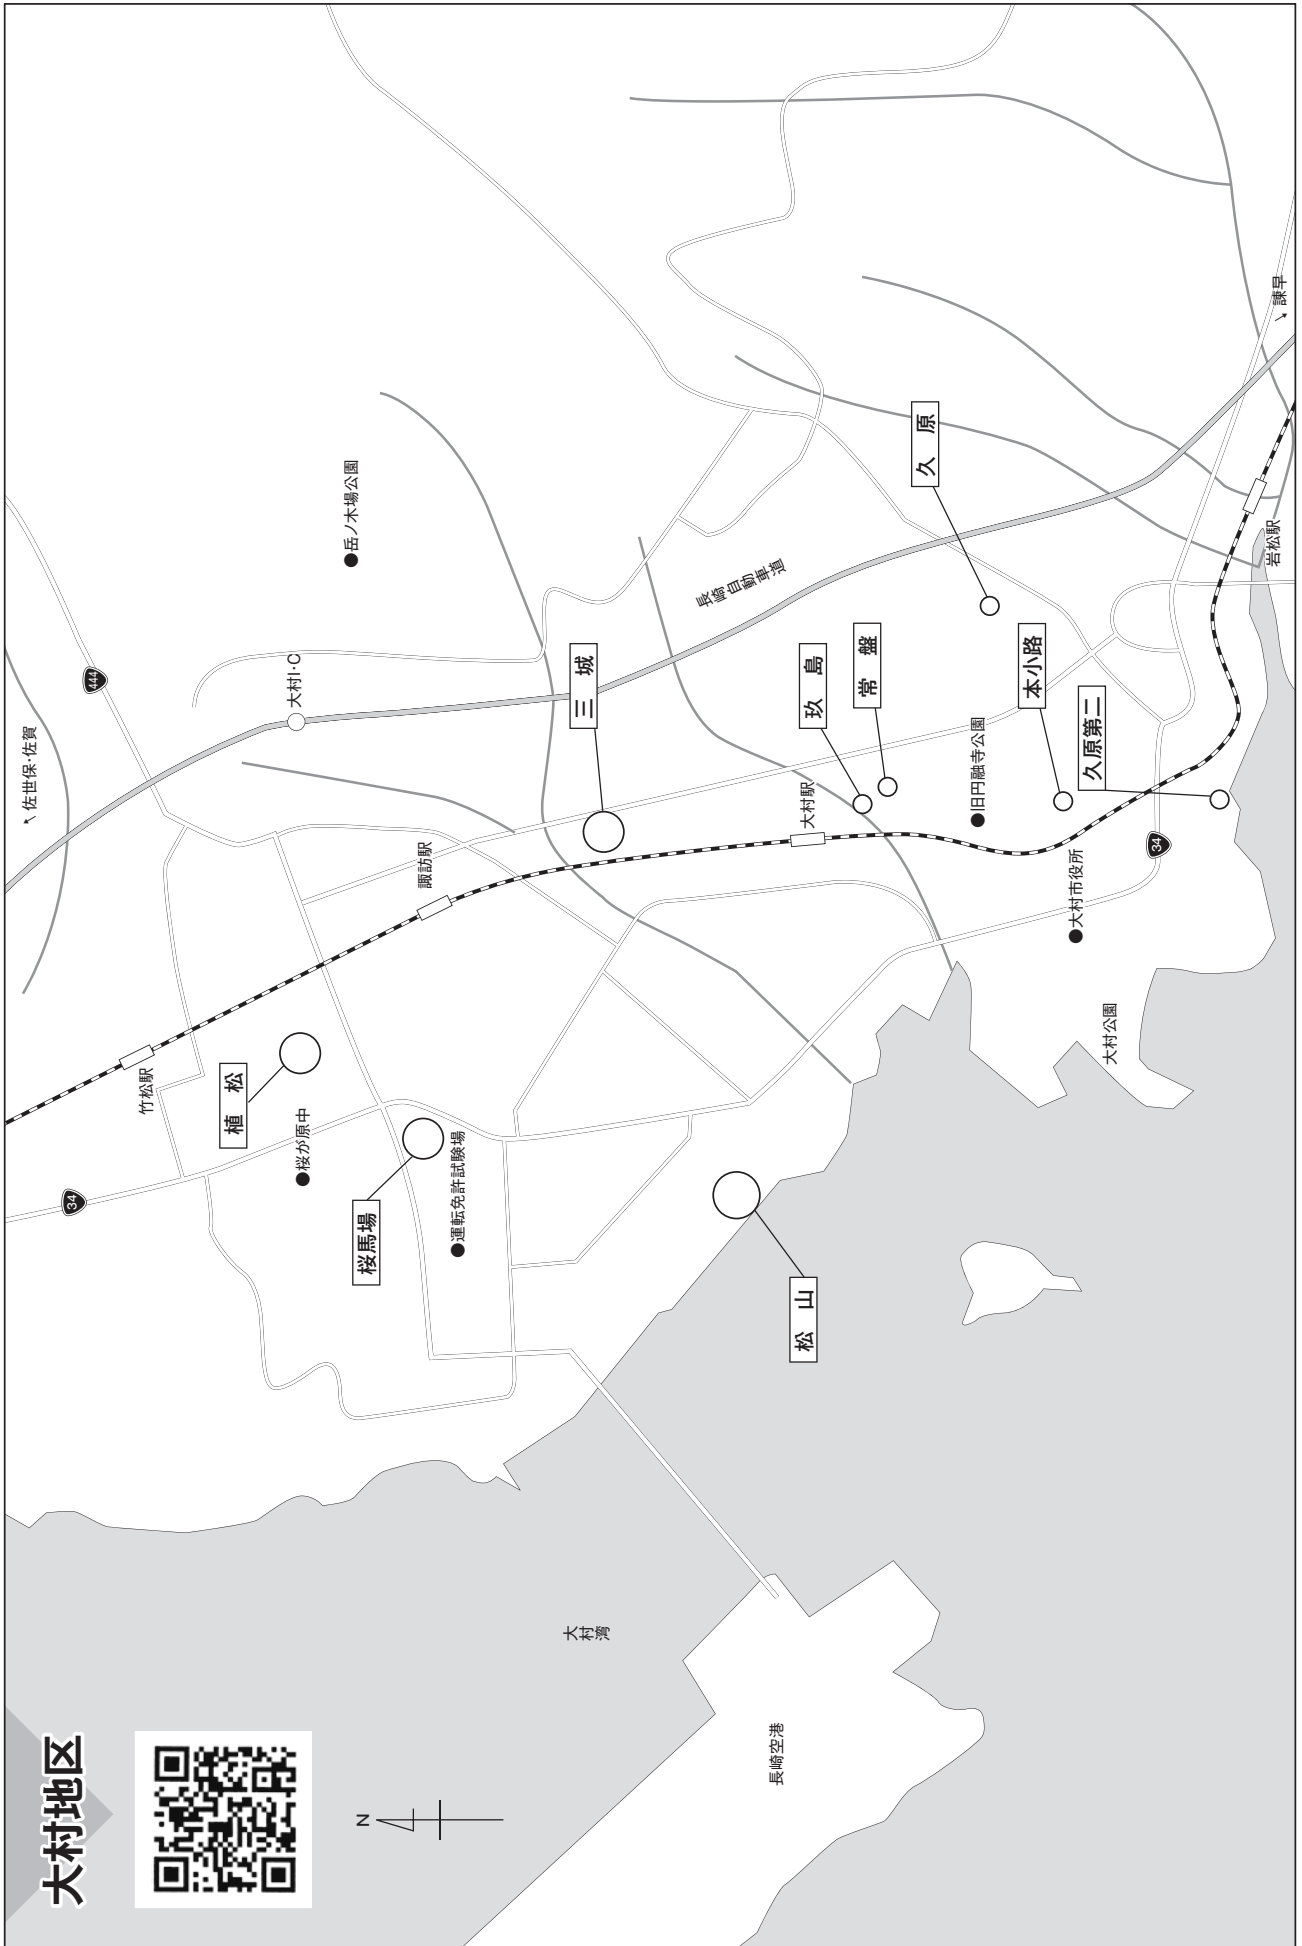 大村地区
N
佐世保・佐賀
444
大村I・C
岳ノ木場公園
34
竹松駅
植松
桜が原中
桜馬場
運転免許試験場
諏訪駅
三城
長崎自動車道
大村駅
玖島
常盤
久原
旧円融寺公園
本小路
久原第二
大村市役所
34
大村公園
岩松駅
諫早
松山
大村湾
長崎空港